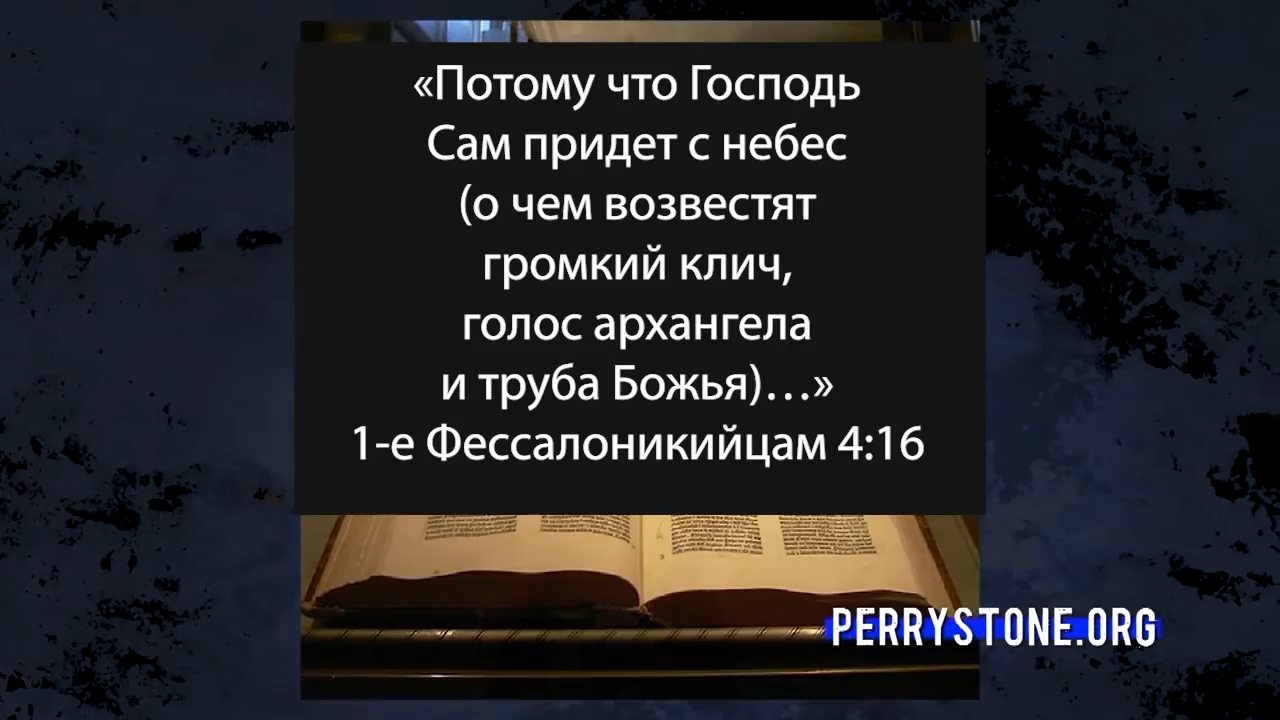 «Потому что Господь
Сам придет с небес
(о чем возвестят
громкий клич,
голос архангела
и труба Божья)…»
1-е Фессалоникийцам 4:16
PERRYSTONE.ORG